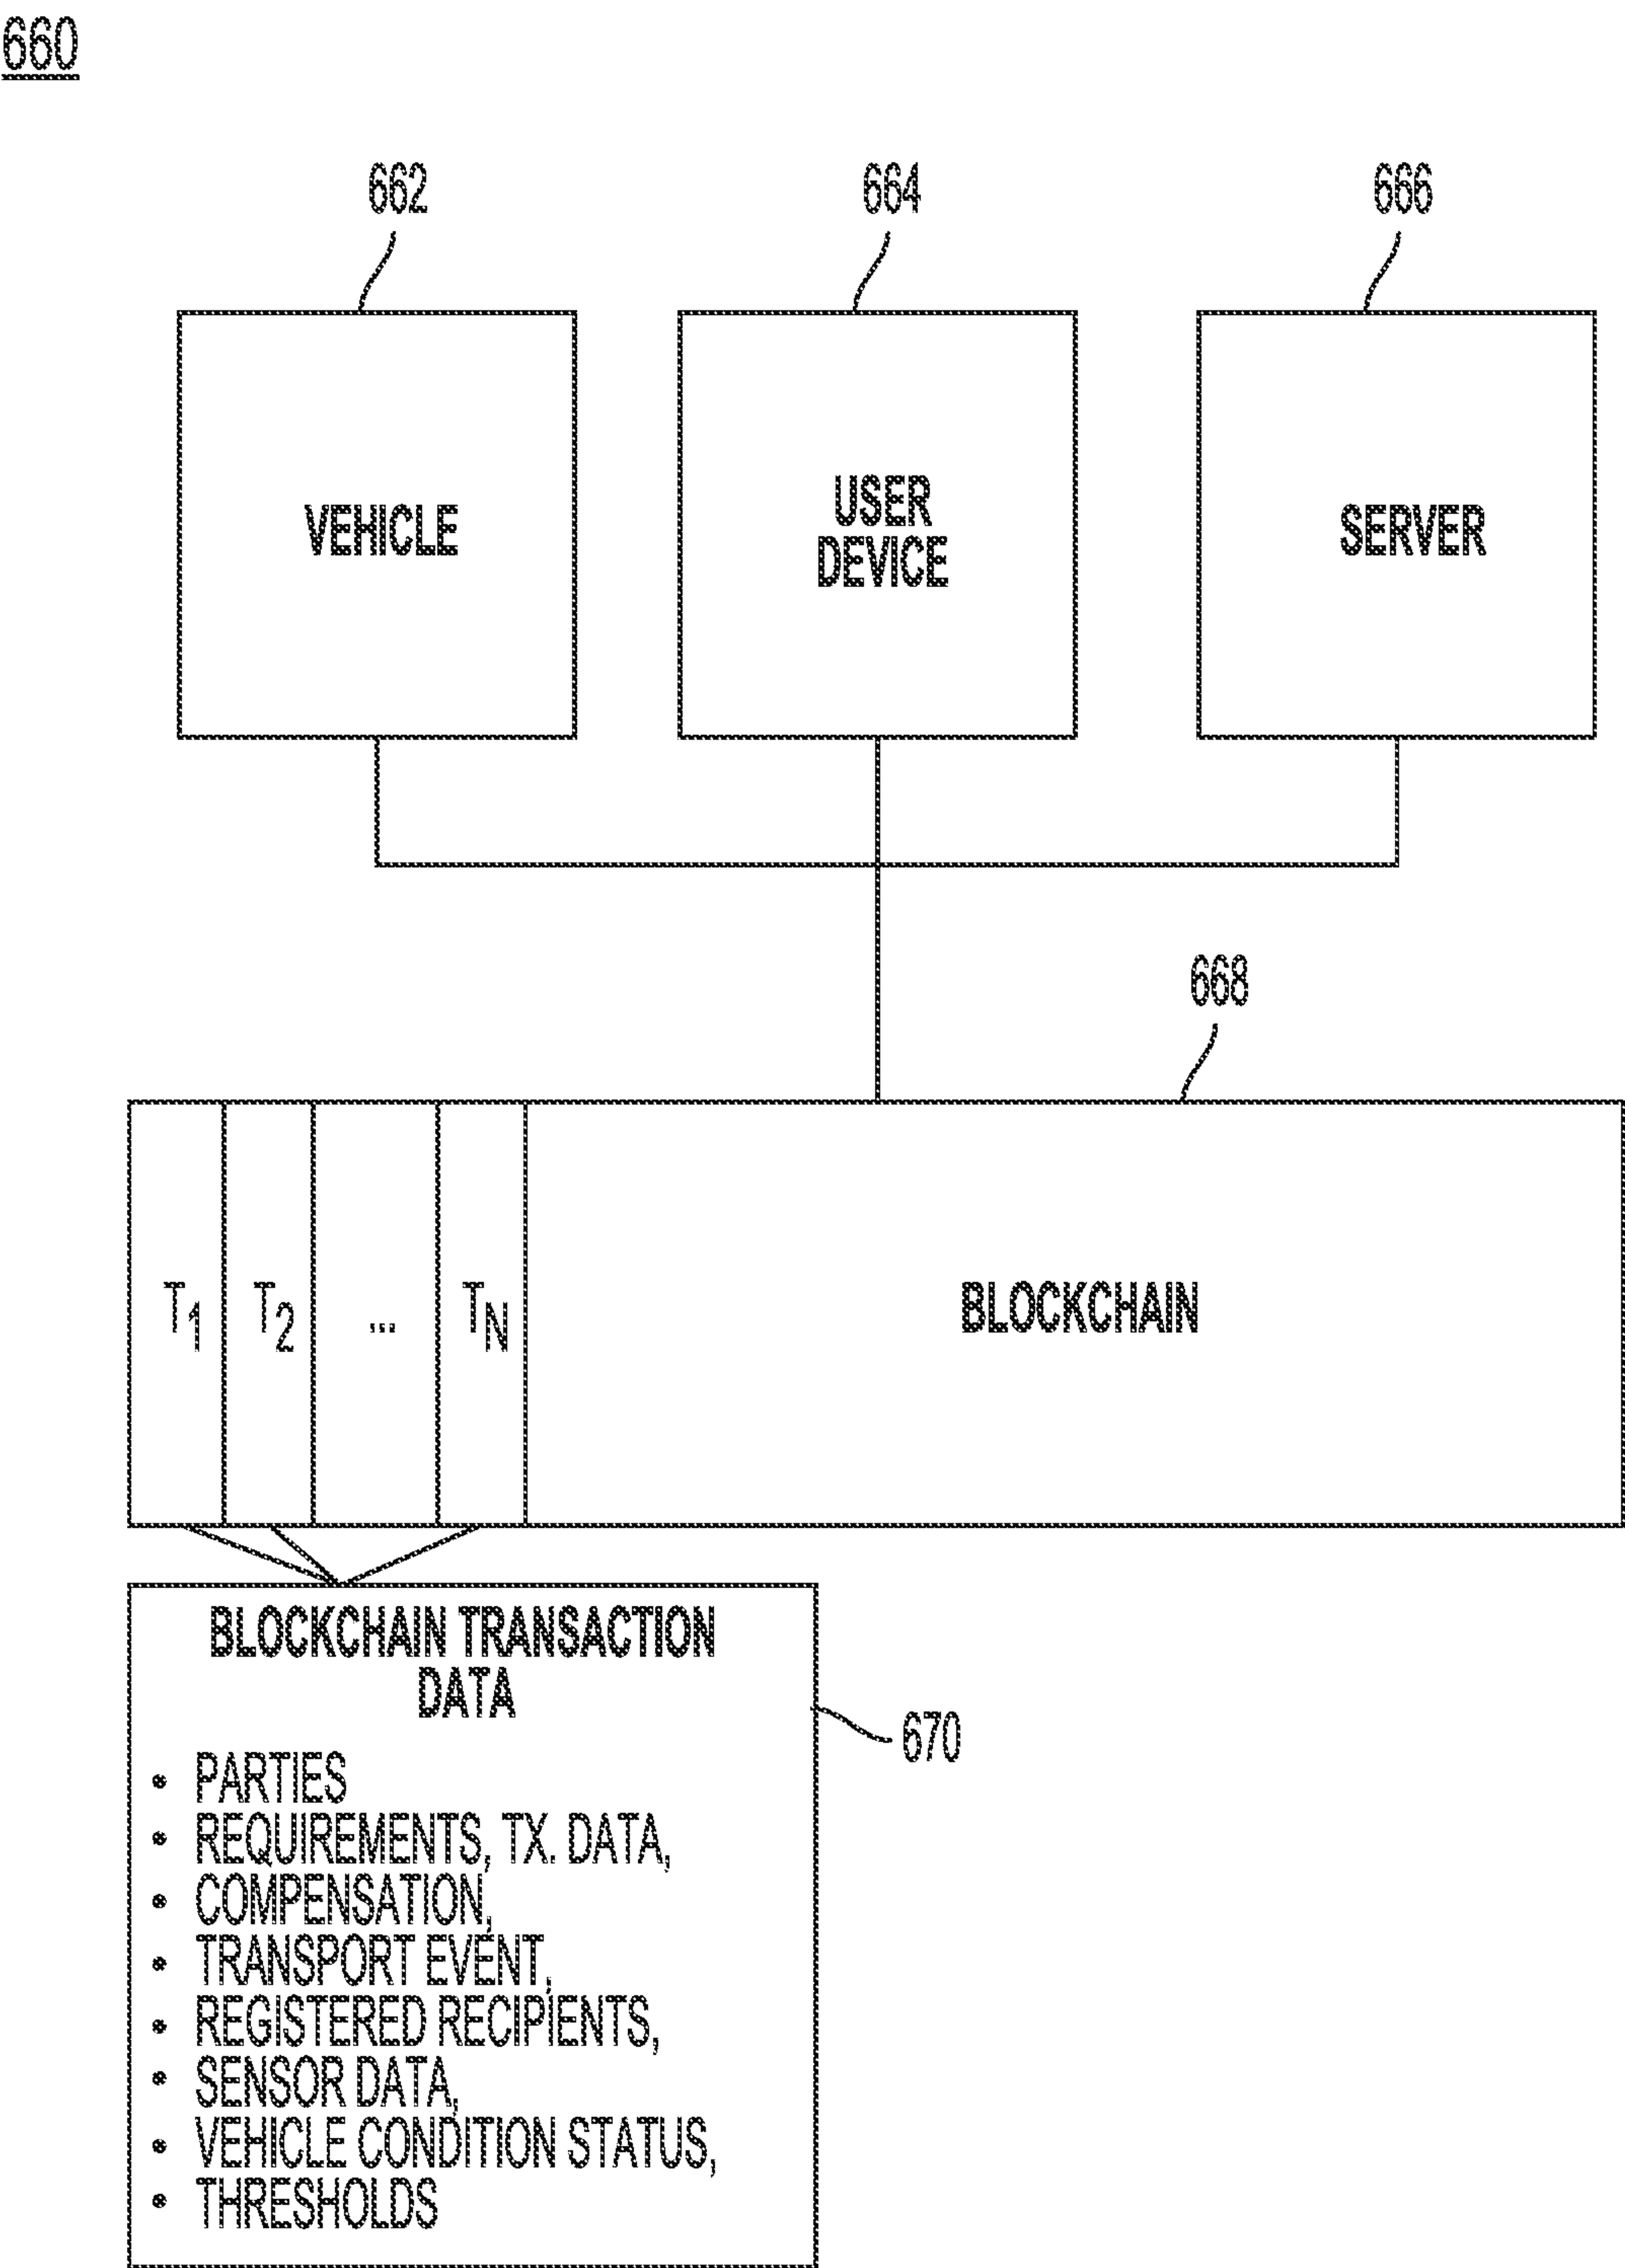 660
662
664
666
VEHICLE
USER
DEVICE
SERVER
668
T1
T2
...
TN
BLOCKCHAIN
BLOCKCHAIN TRANSACTION
DATA
670
• PARTIES
• REQUIREMENTS, TX. DATA,
• COMPENSATION,
• TRANSPORT EVENT,
• REGISTERED RECIPIENTS,
• SENSOR DATA,
• VEHICLE CONDITION STATUS,
• THRESHOLDS